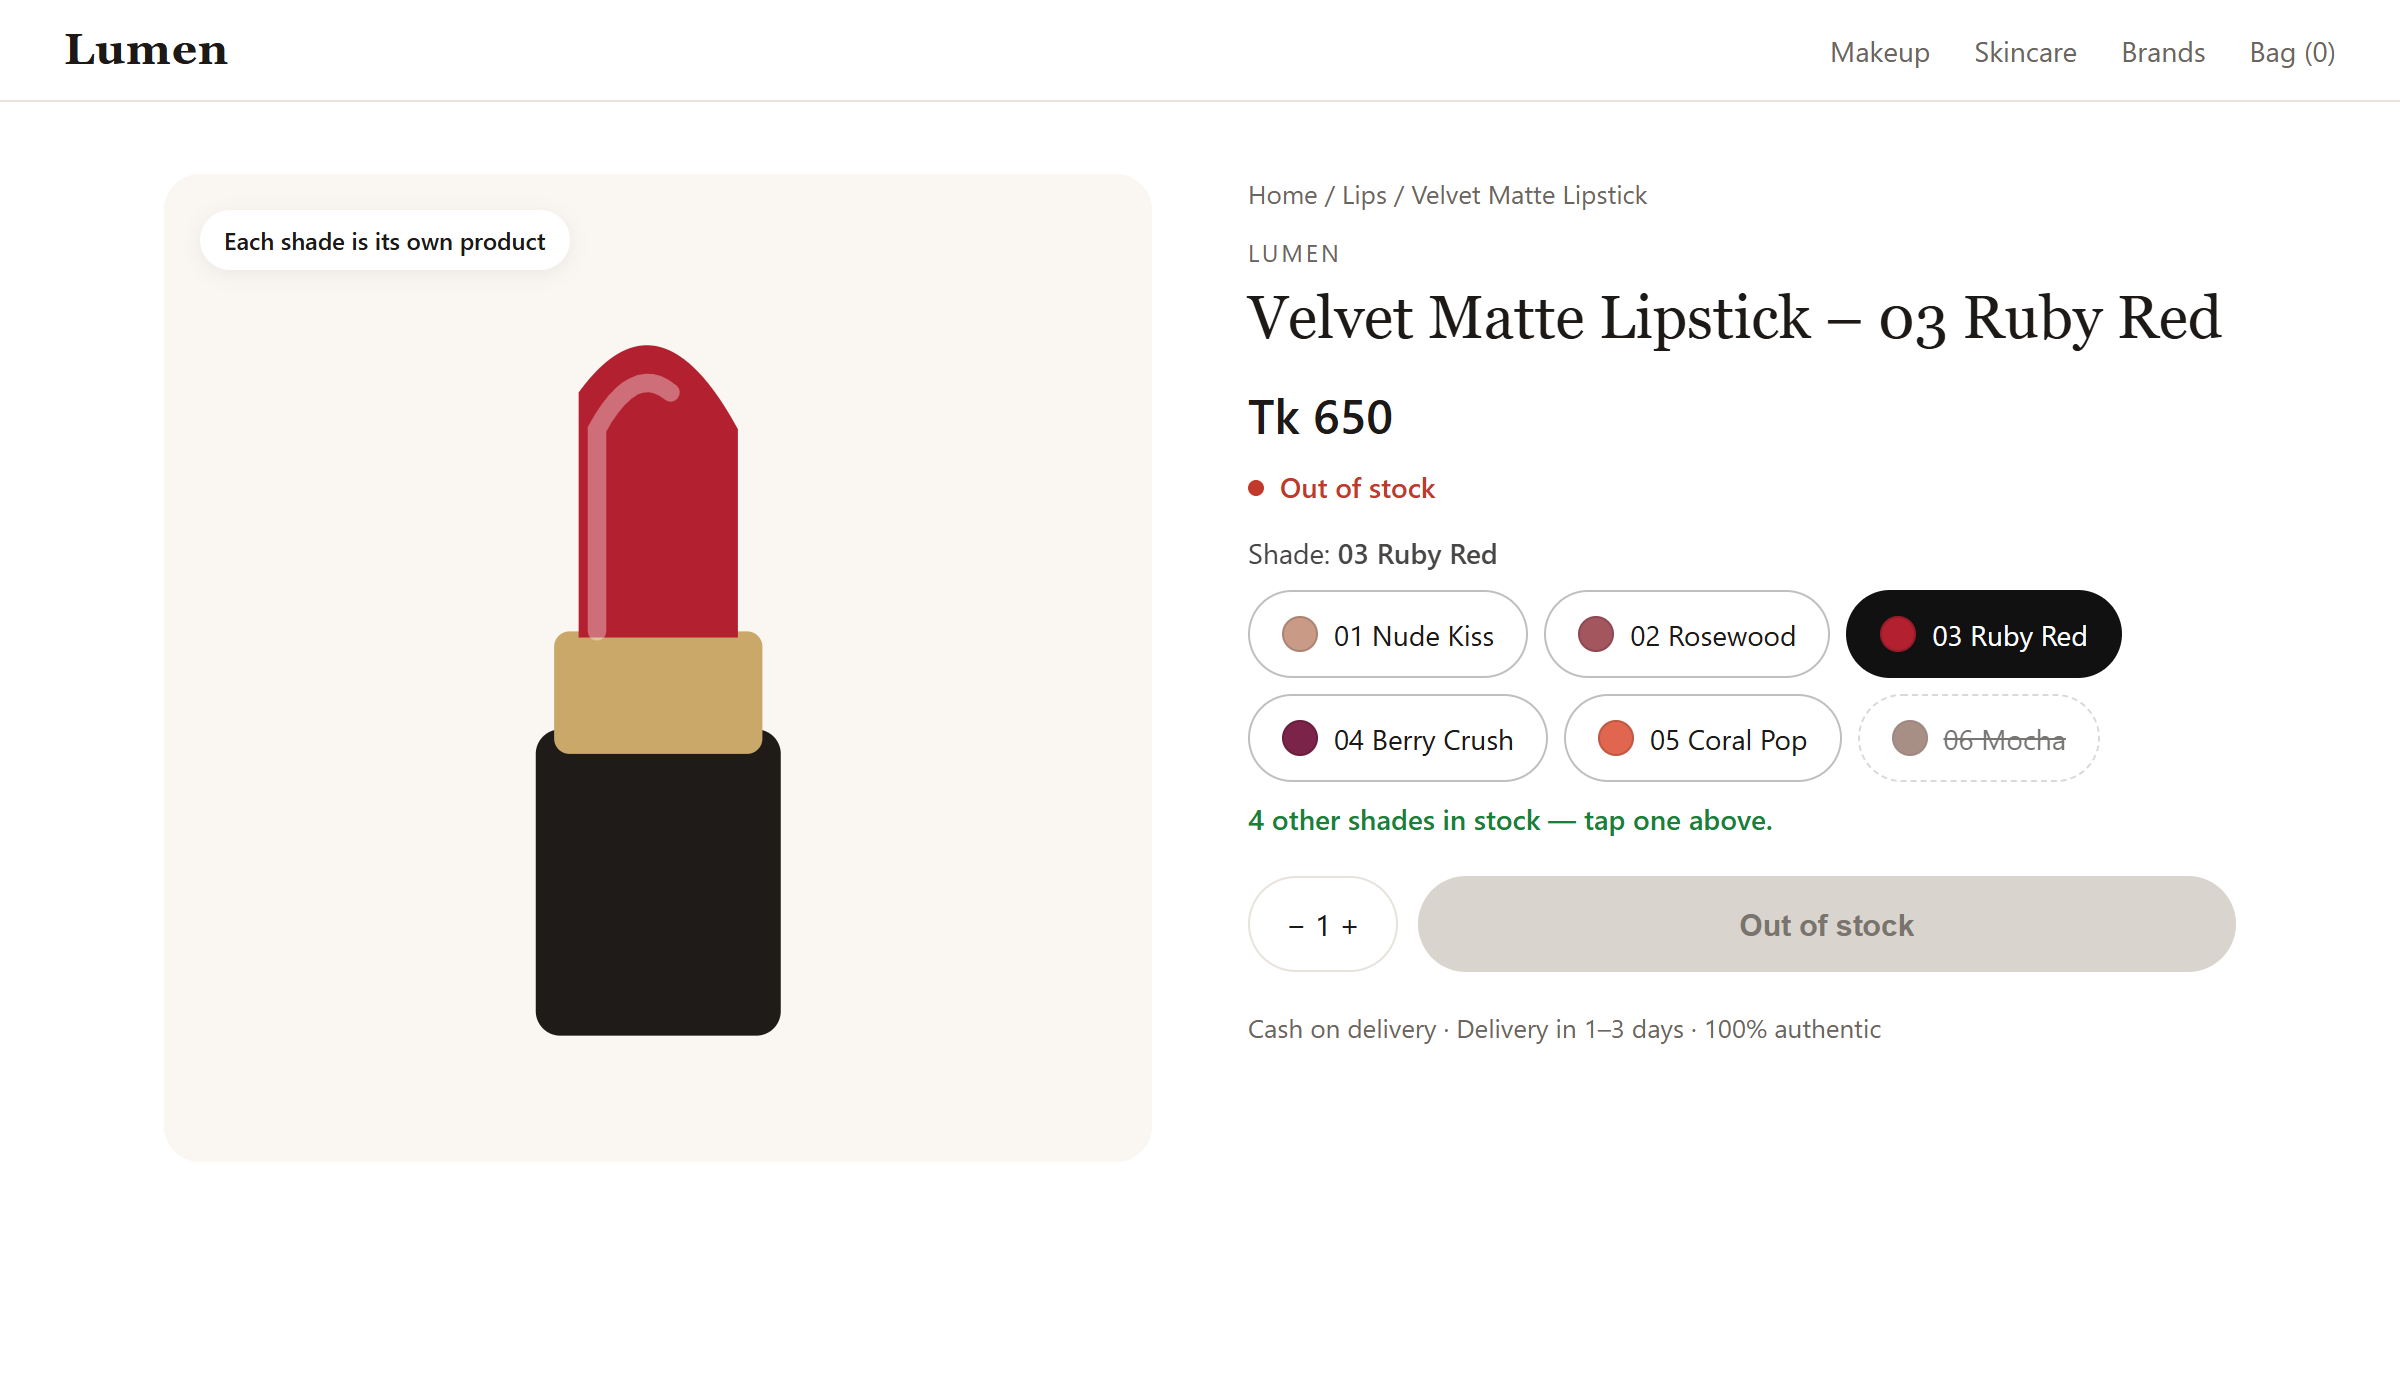 Lumen
Makeup Skincare Brands Bag (0)
Each shade is its own product
Home / Lips / Velvet Matte Lipstick
LUMEN
Velvet Matte Lipstick – 03 Ruby Red
Tk 650
Out of stock
Shade: 03 Ruby Red
01 Nude Kiss 02 Rosewood 03 Ruby Red
04 Berry Crush 05 Coral Pop 06 Mocha
4 other shades in stock — tap one above.
− 1 + Out of stock
Cash on delivery · Delivery in 1–3 days · 100% authentic